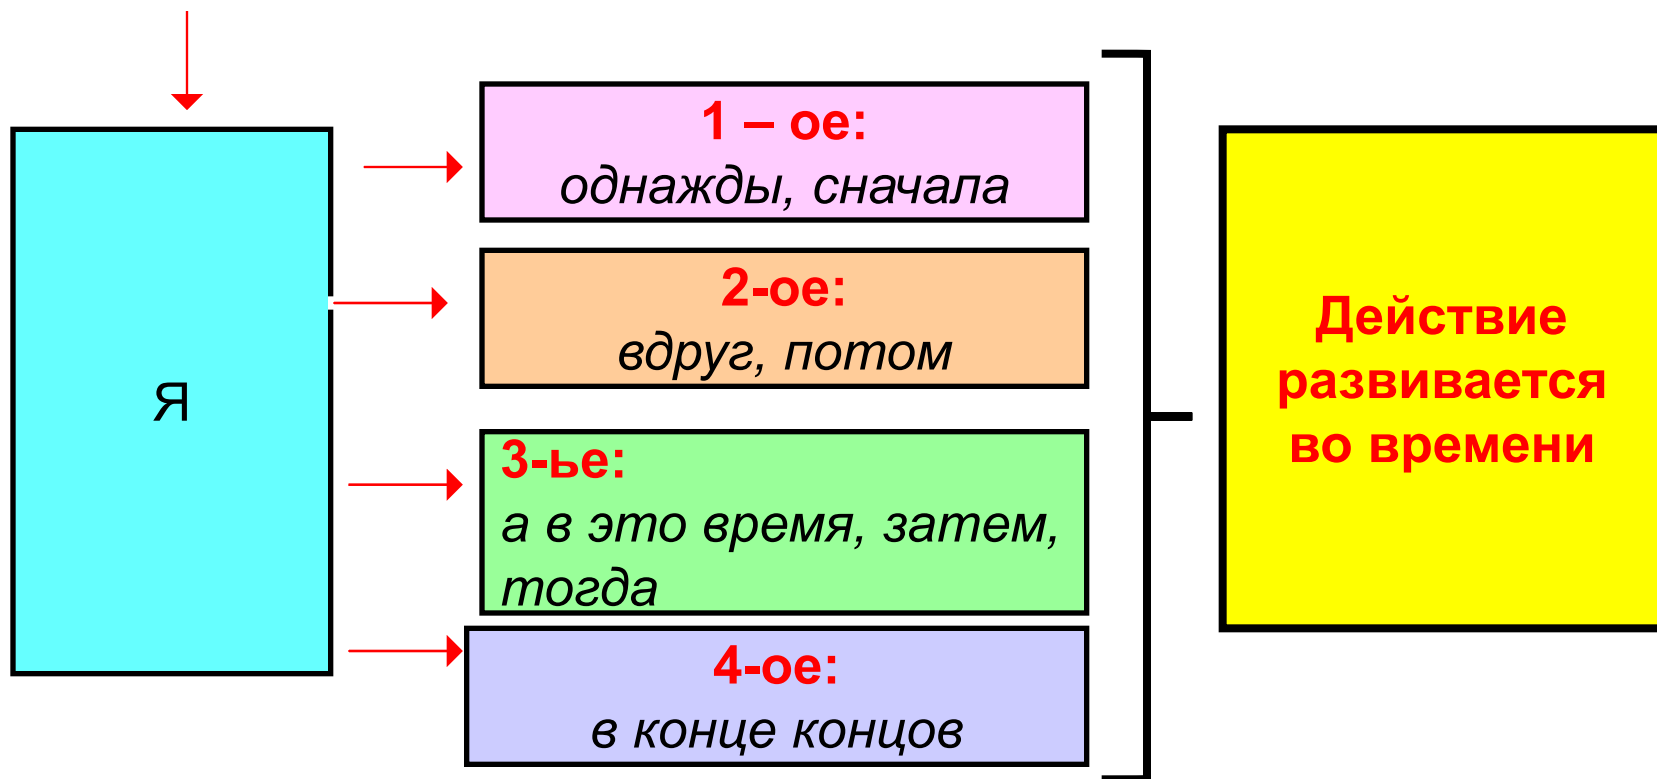 Я
1 – ое:
однажды, сначала
2-ое:
вдруг, потом
3-ье:
а в это время, затем,
тогда
4-ое:
в конце концов
Действие
развивается
во времени